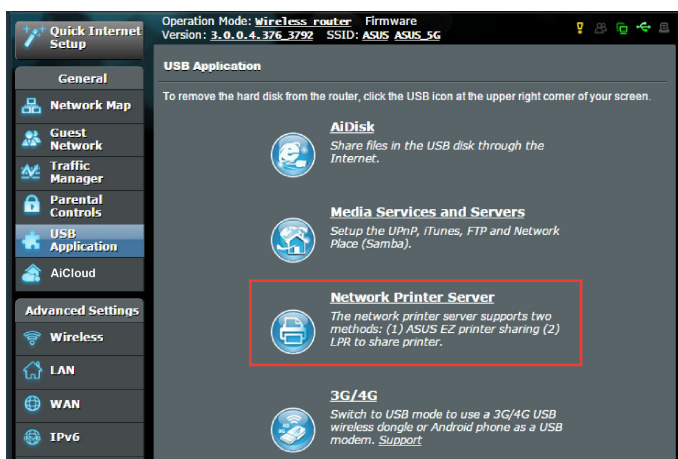 Quick Internet
Setup
Operation Mode: Wireless router Firmware
Version: 3.0.0.4.376_3792 SSID: ASUS ASUS_5G
General
Network Map
Guest
Network
Traffic
Manager
Parental
Controls
USB
Application
AiCloud
Advanced Settings
Wireless
LAN
WAN
IPv6
USB Application
To remove the hard disk from the router, click the USB icon at the upper right corner of your screen.
AiDisk
Share files in the USB disk through the
Internet.
Media Services and Servers
Setup the UPnP, iTunes, FTP and Network
Place (Samba).
Network Printer Server
The network printer server supports two
methods: (1) ASUS EZ printer sharing (2)
LPR to share printer.
3G/4G
Switch to USB mode to use a 3G/4G USB
wireless dongle or Android phone as a USB
modem. Support